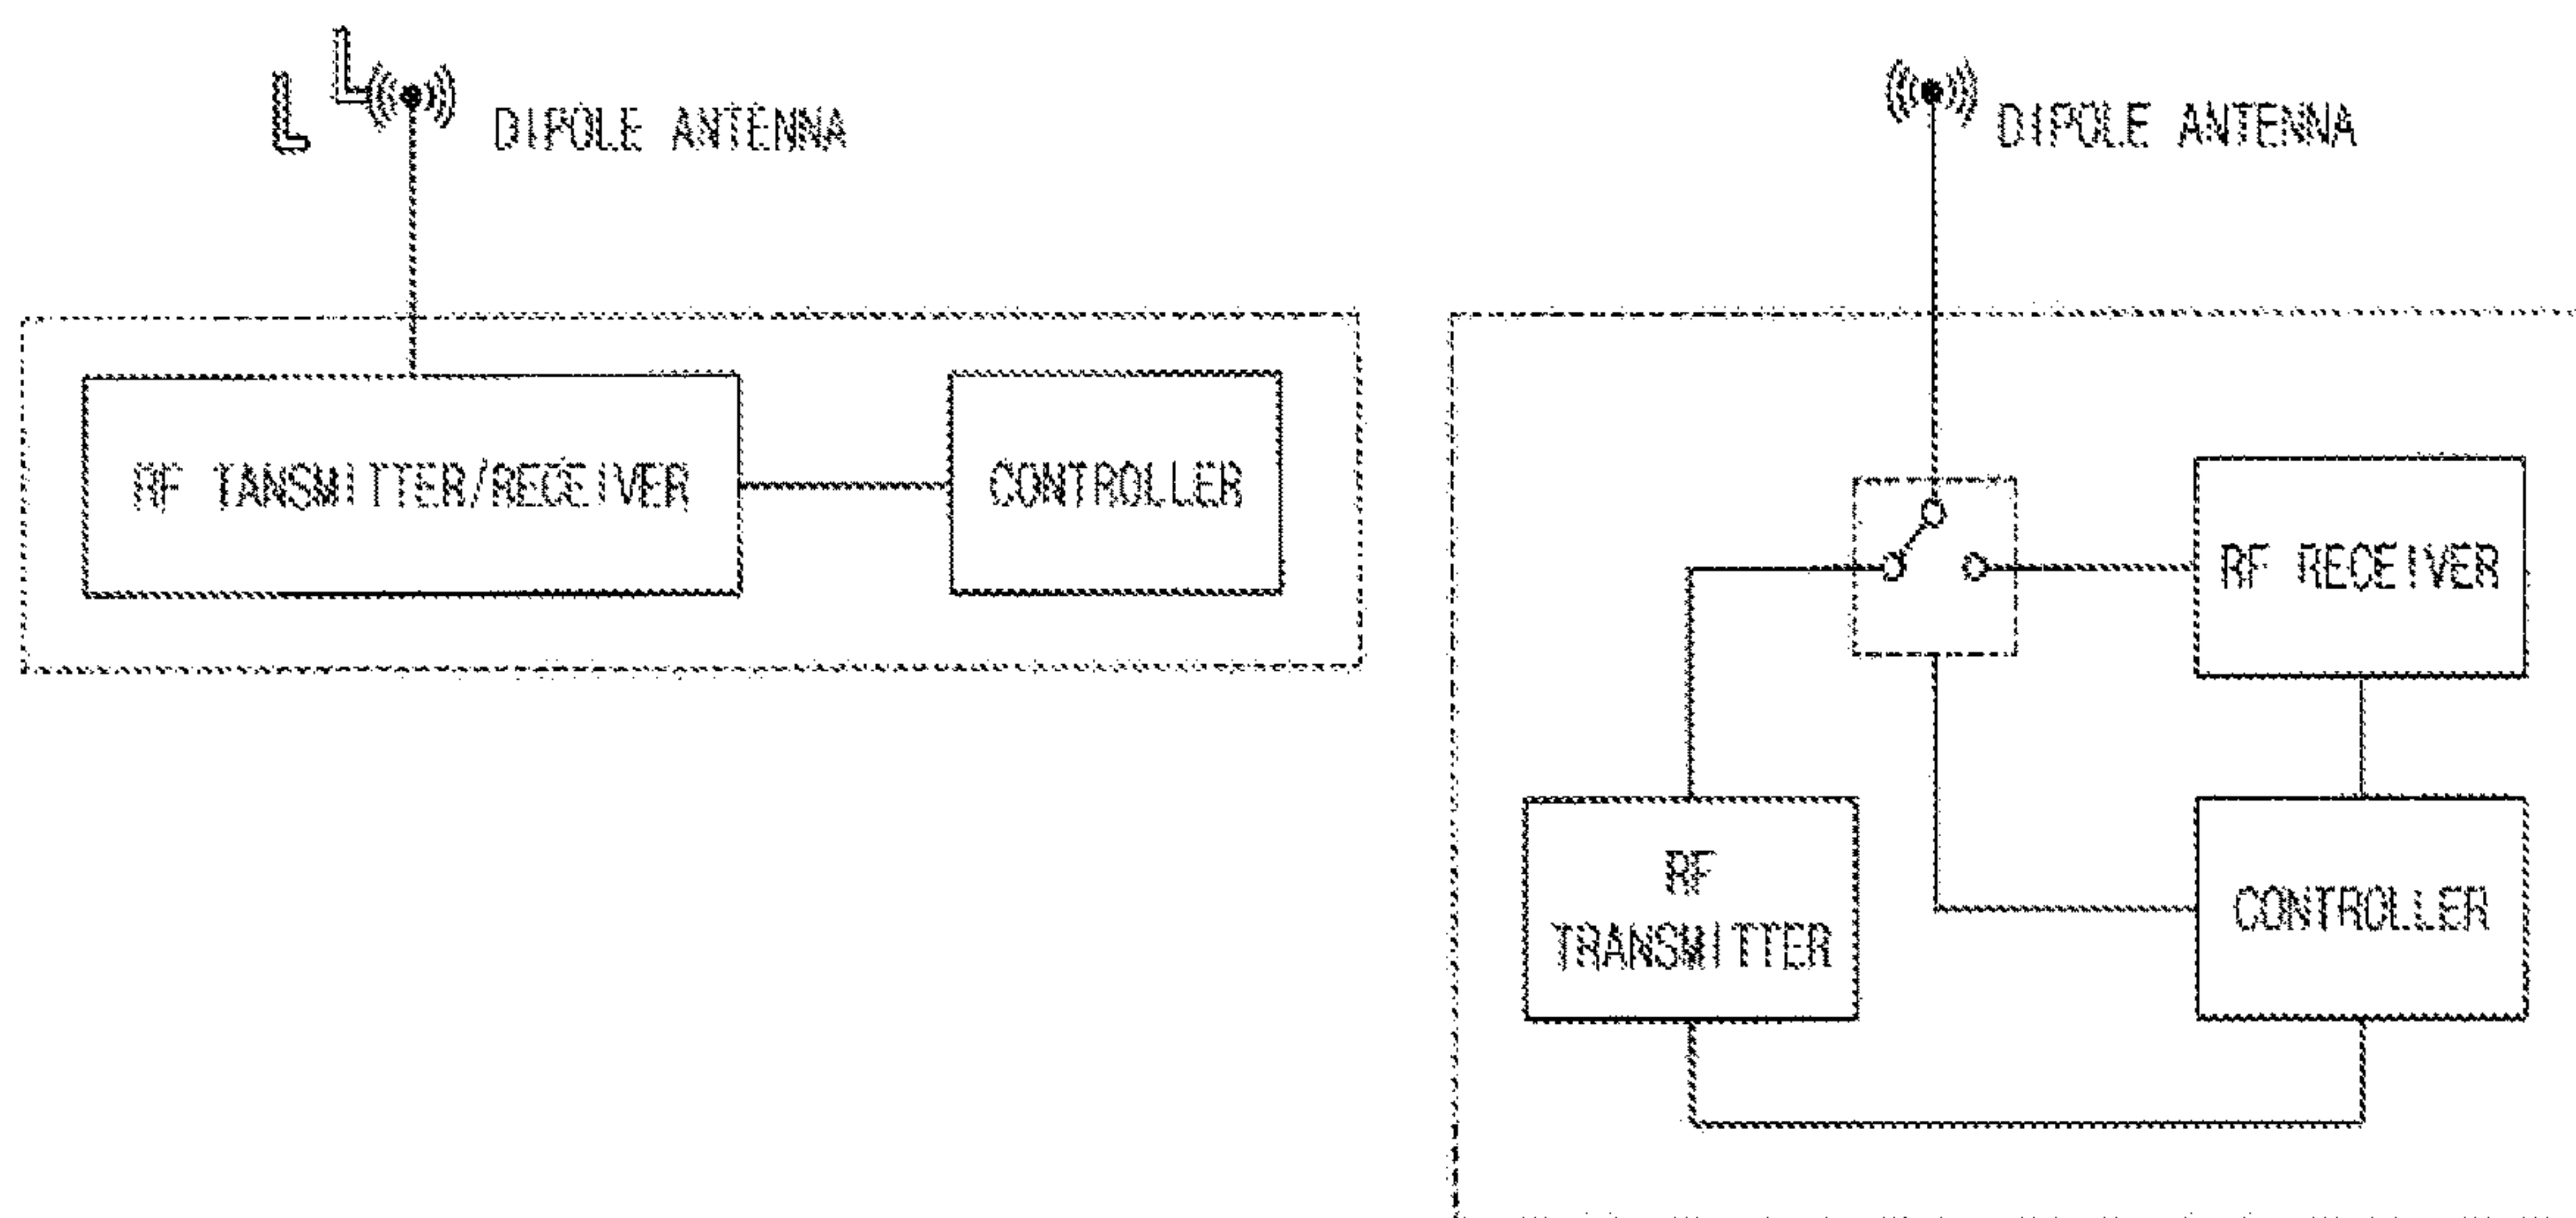 L L
DIPOLE ANTENNA
RF TANSMITTER/RECEIVER
CONTROLLER
DIPOLE ANTENNA
RF RECEIVER
RF
TRANSMITTER
CONTROLLER